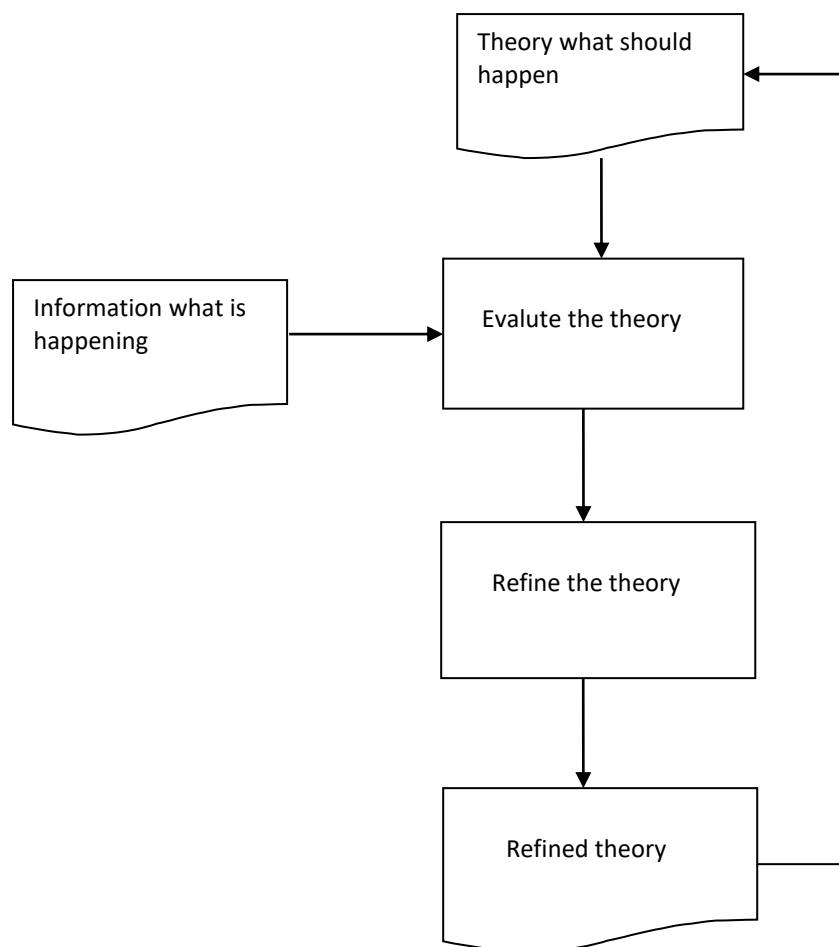 Theory what should
happen
Information what is
happening
Evalute the theory
Refine the theory
Refined theory